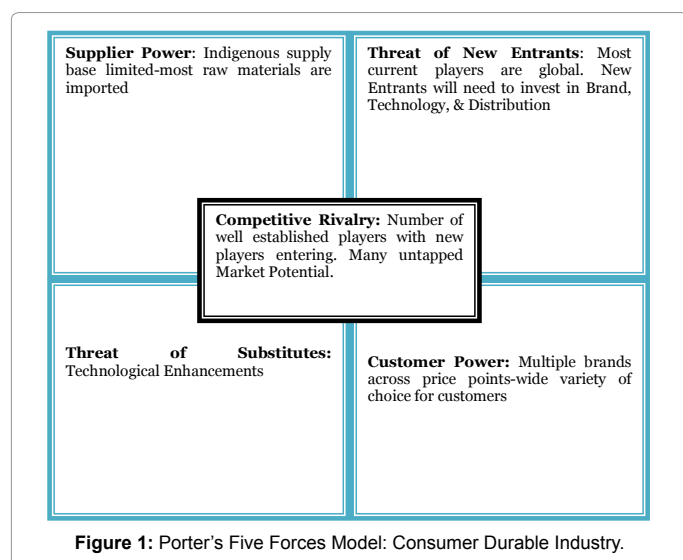 Supplier Power: Indigenous supply
base limited-most raw materials are
imported
Threat of New Entrants: Most
current players are global. New
Entrants will need to invest in Brand,
Technology, & Distribution
Competitive Rivalry: Number of
well established players with new
players entering. Many untapped
Market Potential.
Threat of Substitutes:
Technological Enhancements
Customer Power: Multiple brands
across price points-wide variety of
choice for customers
Figure 1: Porter's Five Forces Model: Consumer Durable Industry.